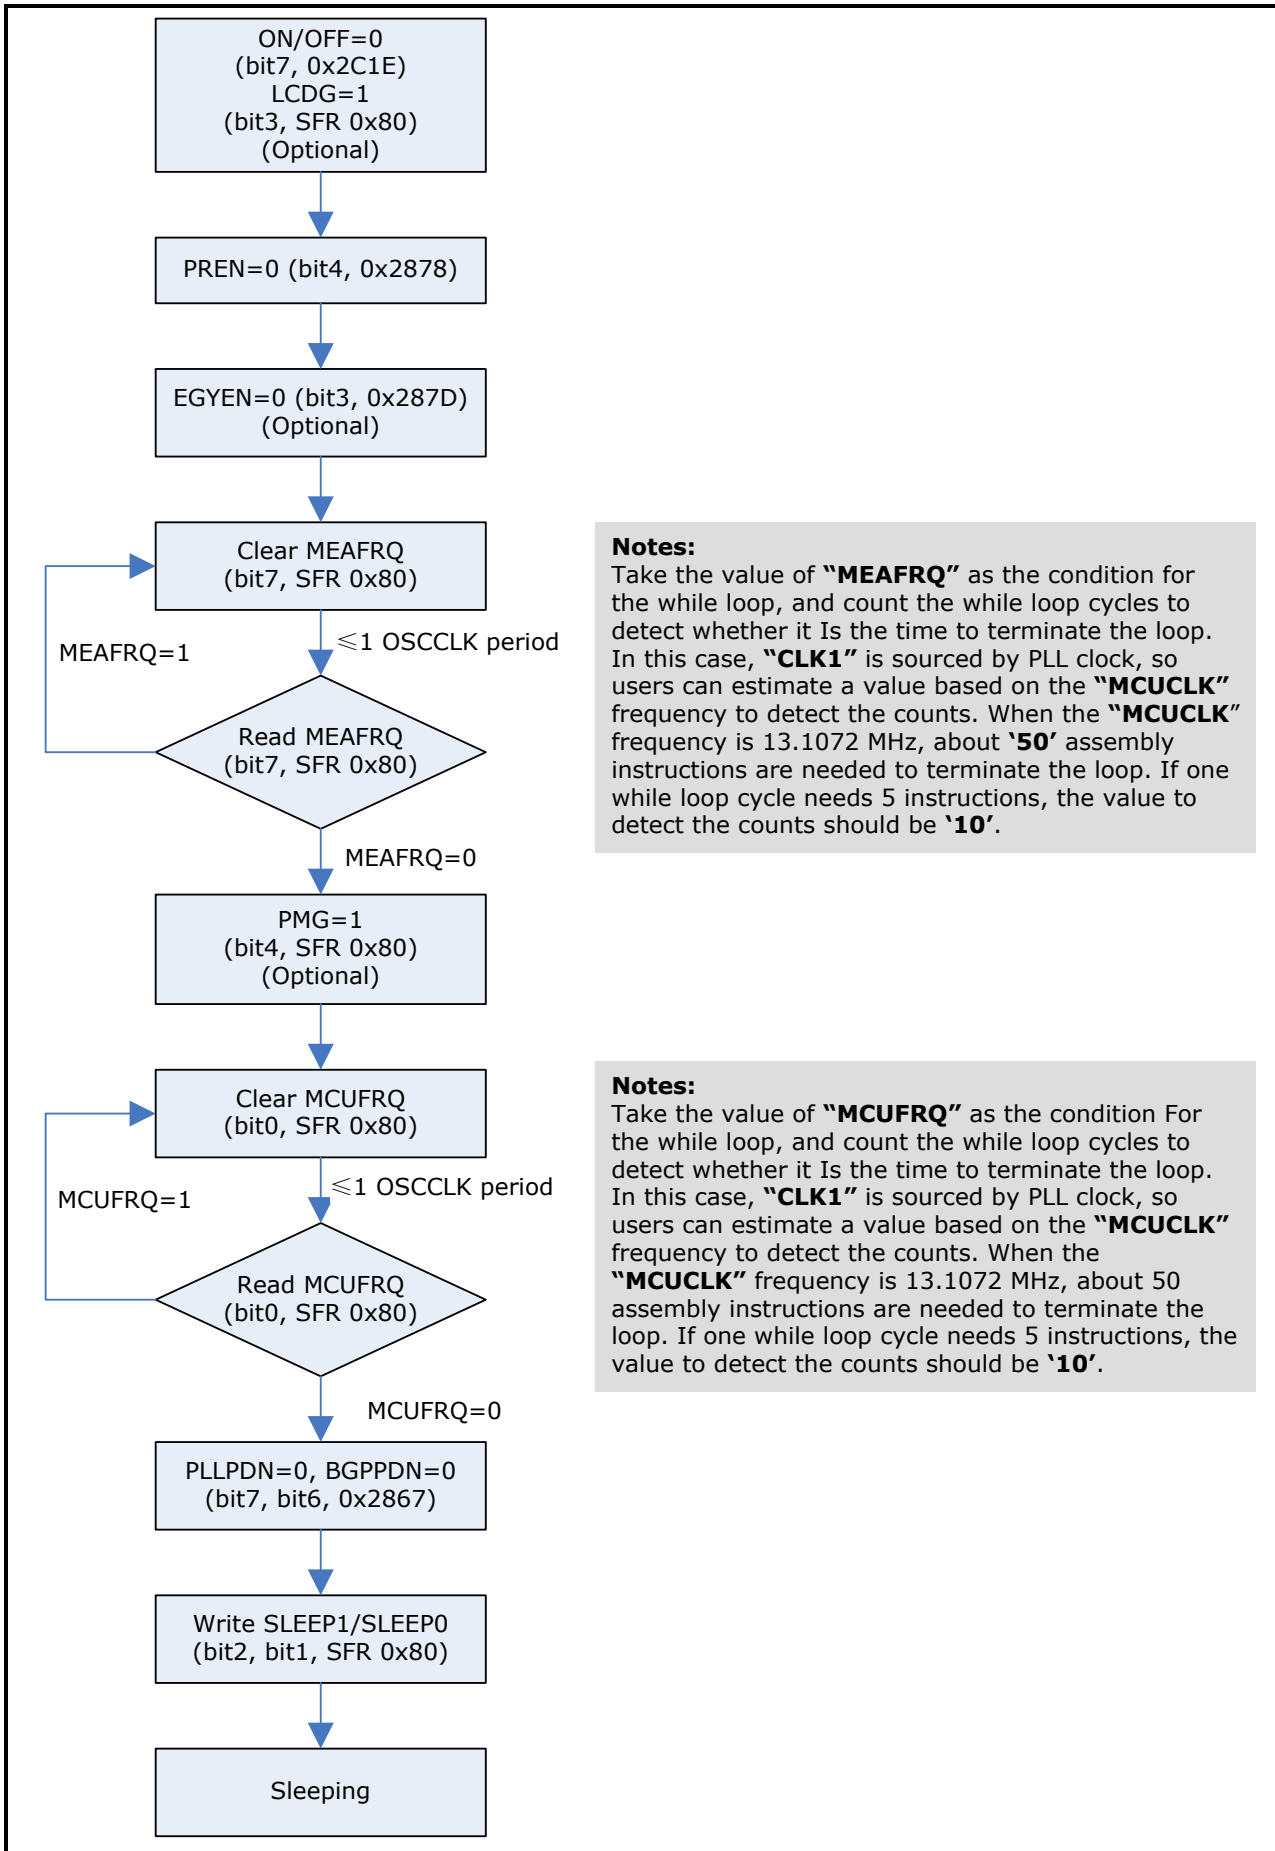 ON/OFF=0
(bit7, 0x2C1E)
LCDG=1
(bit3, SFR 0x80)
(Optional)
PREN=0 (bit4, 0x2878)
EGYEN=0 (bit3, 0x287D)
(Optional)
Clear MEAFRQ
(bit7, SFR 0x80)
MEAFRQ=1
≤1 OSCCLK period
Read MEAFRQ
(bit7, SFR 0x80)
MEAFRQ=0
Notes:
Take the value of “MEAFRQ” as the condition for
the while loop, and count the while loop cycles to
detect whether it Is the time to terminate the loop.
In this case, “CLK1” is sourced by PLL clock, so
users can estimate a value based on the “MCUCLK”
frequency to detect the counts. When the “MCUCLK”
frequency is 13.1072 MHz, about ‘50’ assembly
instructions are needed to terminate the loop. If one
while loop cycle needs 5 instructions, the value to
detect the counts should be ‘10’.
PMG=1
(bit4, SFR 0x80)
(Optional)
Clear MCUFRQ
(bit0, SFR 0x80)
MCUFRQ=1
≤1 OSCCLK period
Read MCUFRQ
(bit0, SFR 0x80)
MCUFRQ=0
Notes:
Take the value of “MCUFRQ” as the condition For
the while loop, and count the while loop cycles to
detect whether it Is the time to terminate the loop.
In this case, “CLK1” is sourced by PLL clock, so
users can estimate a value based on the “MCUCLK”
frequency to detect the counts. When the
“MCUCLK” frequency is 13.1072 MHz, about 50
assembly instructions are needed to terminate the
loop. If one while loop cycle needs 5 instructions, the
value to detect the counts should be ‘10’.
PLLPDN=0, BGPPDN=0
(bit7, bit6, 0x2867)
Write SLEEP1/SLEEP0
(bit2, bit1, SFR 0x80)
Sleeping